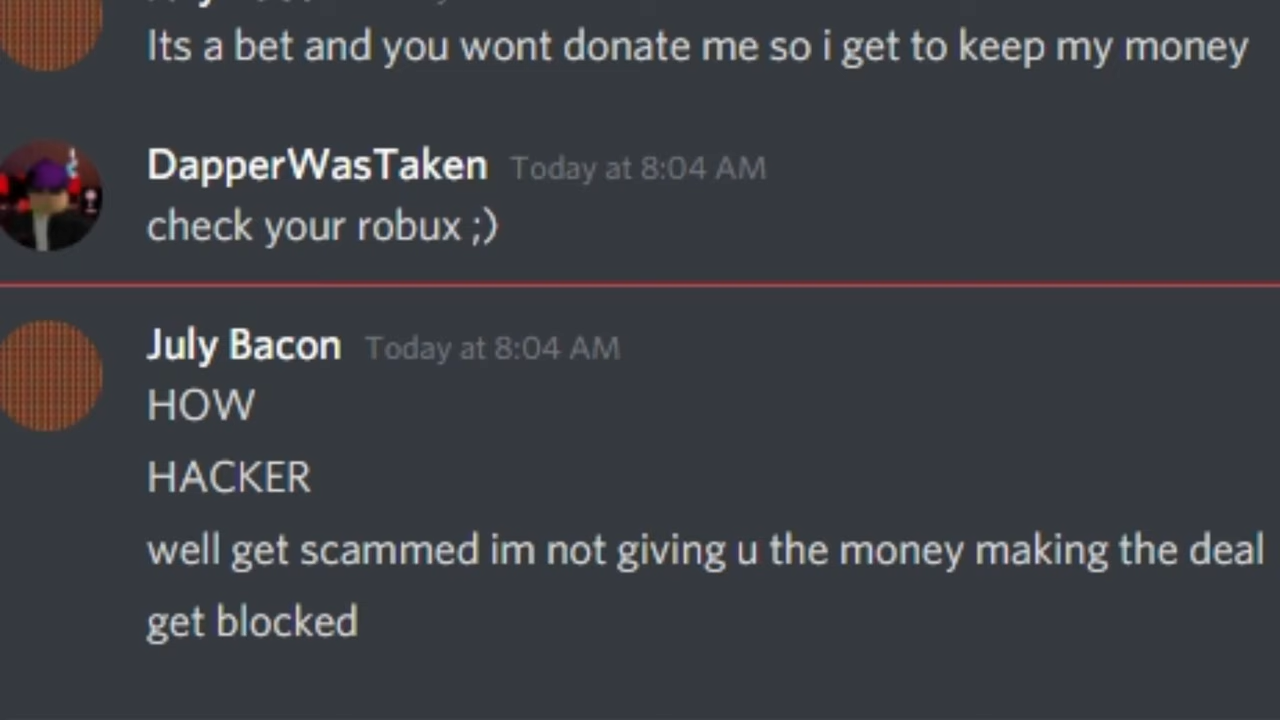 Its a bet and you wont donate me so i get to keep my money
DapperWasTaken Today at 8:04 AM
check your robux ;)
July Bacon Today at 8:04 AM
HOW
HACKER
well get scammed im not giving u the money making the deal
get blocked